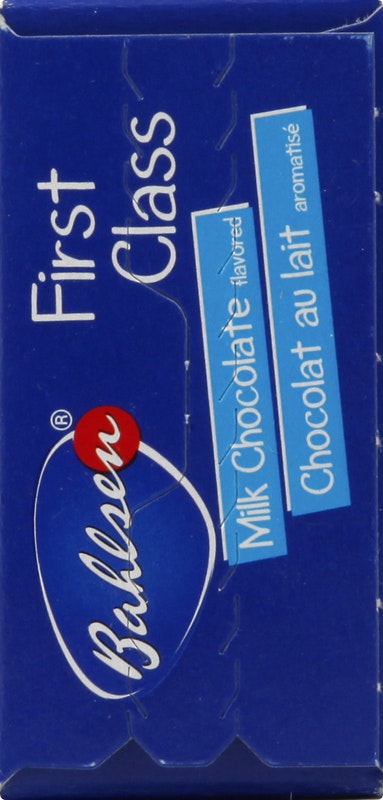 Bahlsen®
First
Class
Milk Chocolate flavored
Chocolat au lait aromatisé